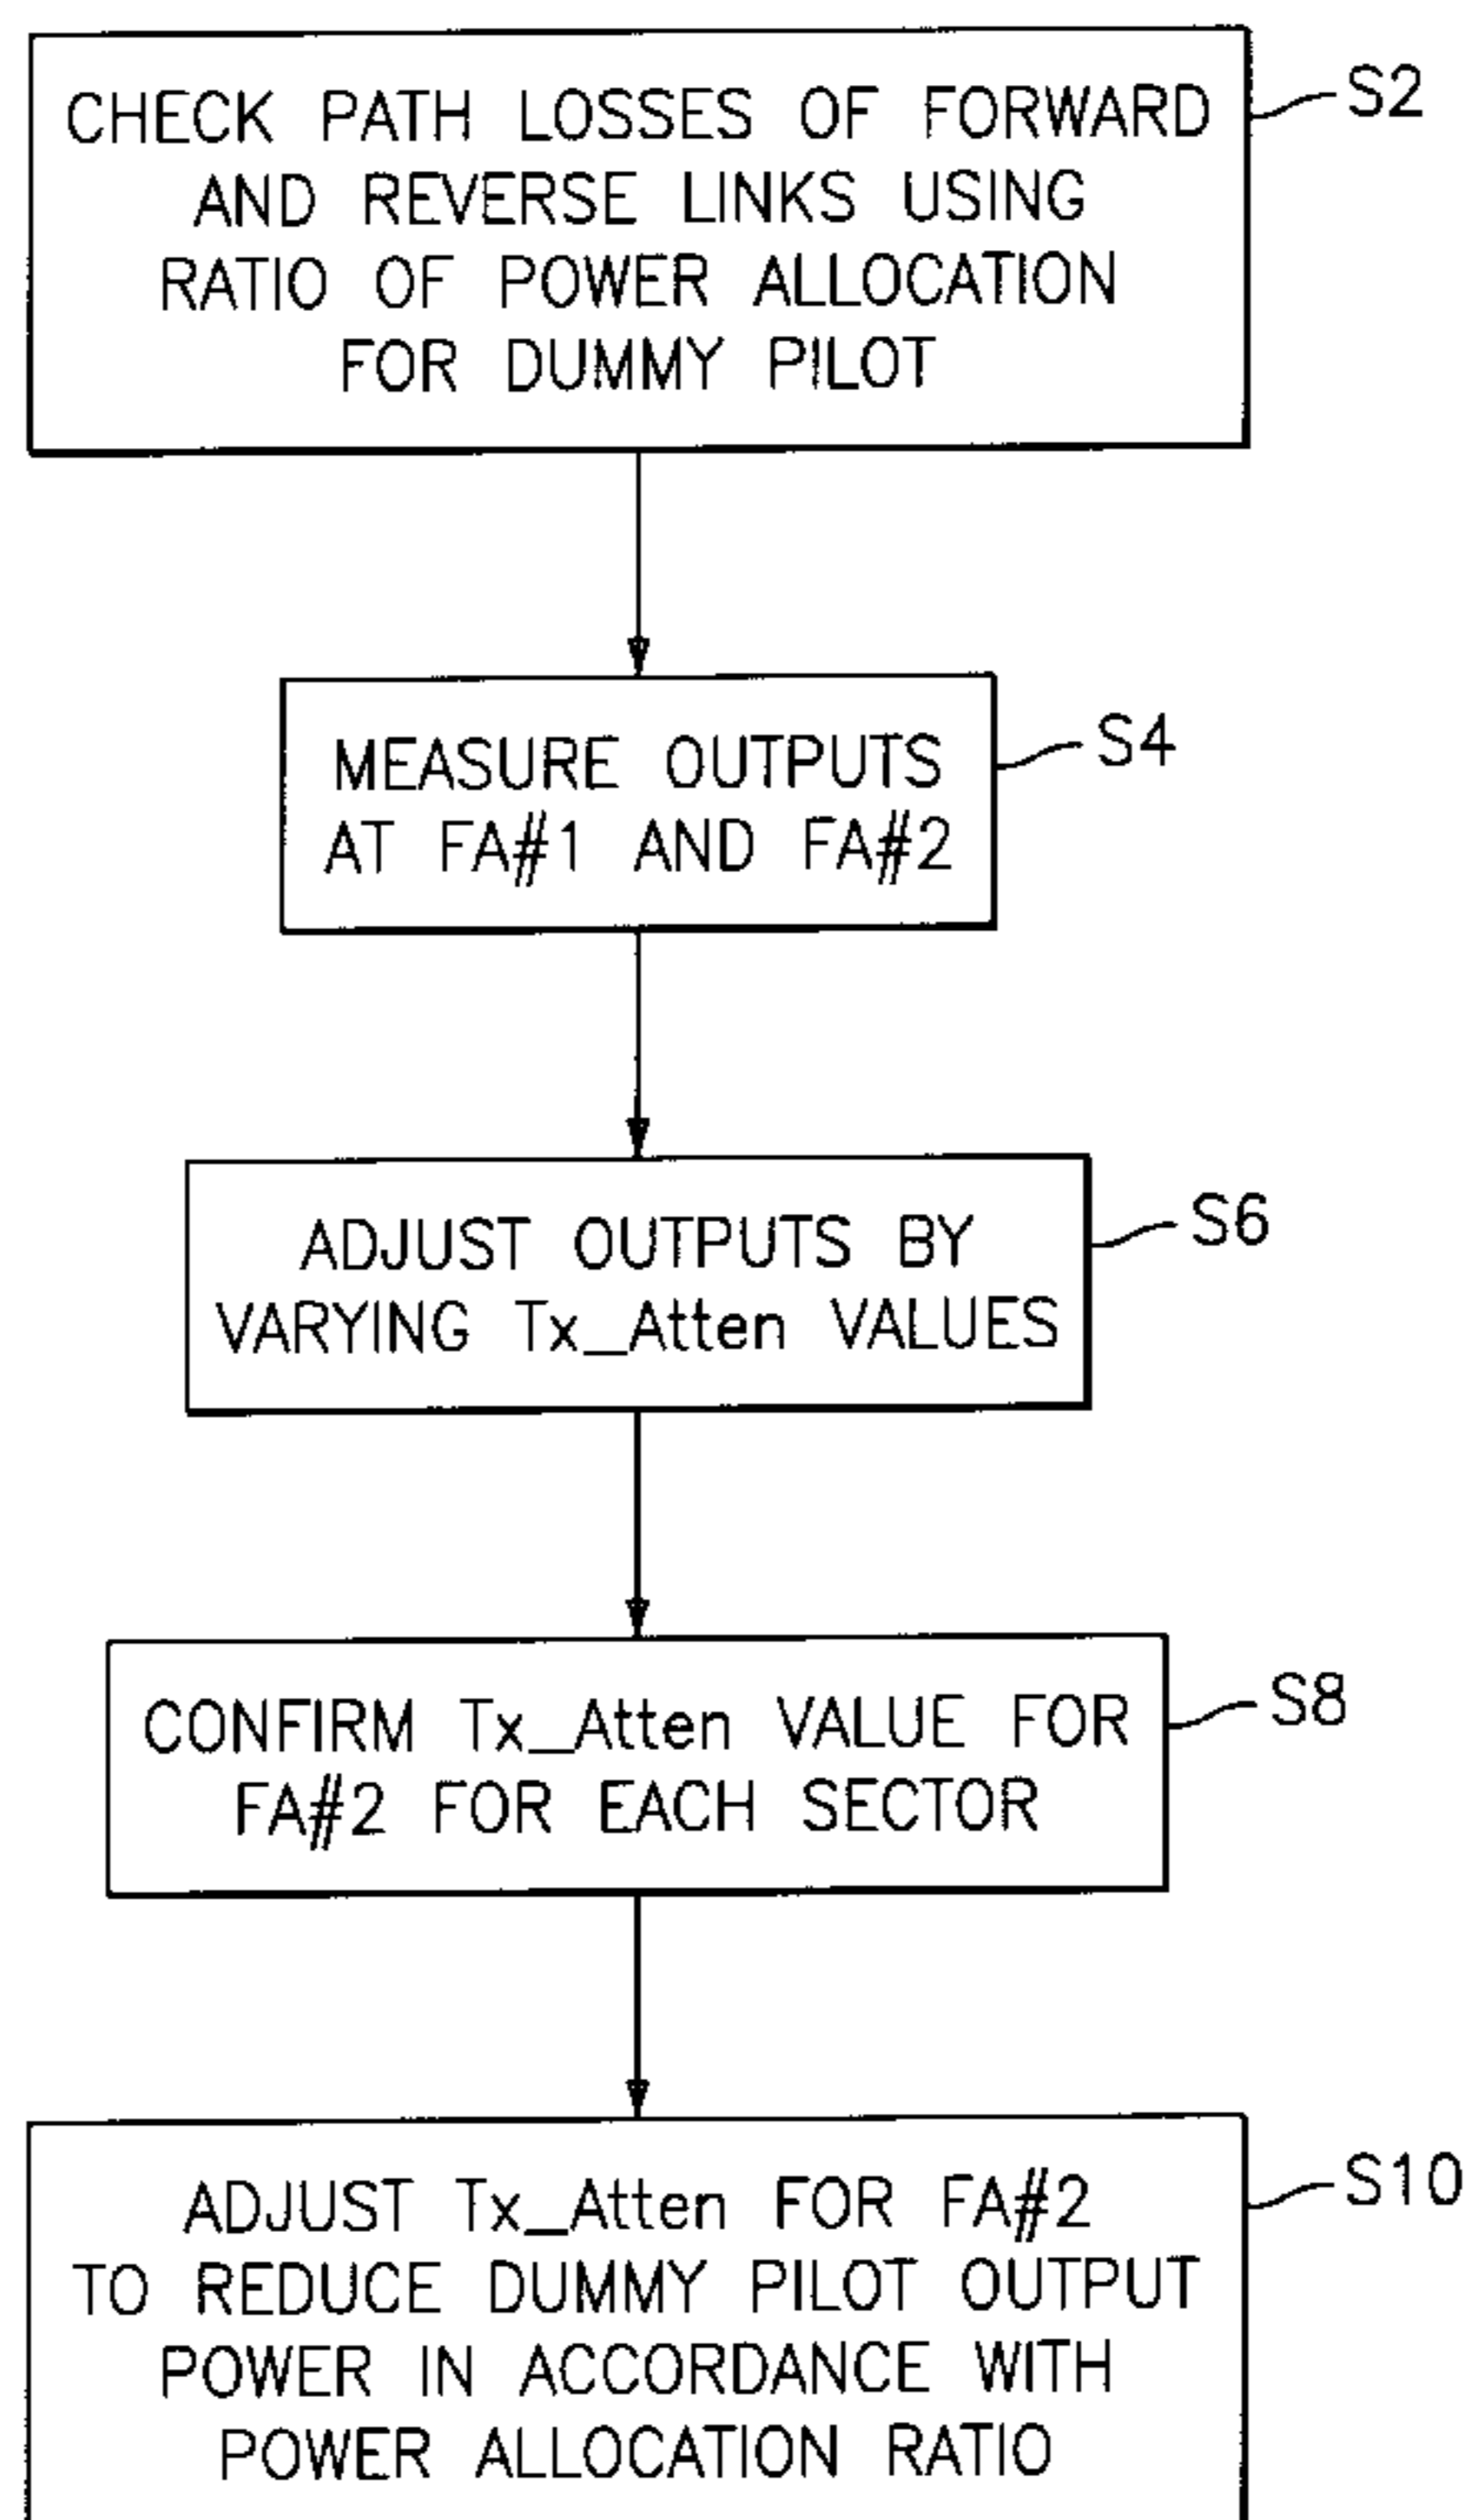 CHECK PATH LOSSES OF FORWARD
AND REVERSE LINKS USING
RATIO OF POWER ALLOCATION
FOR DUMMY PILOT
S2
MEASURE OUTPUTS
AT FA#1 AND FA#2
S4
ADJUST OUTPUTS BY
VARYING Tx_Atten VALUES
S6
CONFIRM Tx_Atten VALUE FOR
FA#2 FOR EACH SECTOR
S8
ADJUST Tx_Atten FOR FA#2
TO REDUCE DUMMY PILOT OUTPUT
POWER IN ACCORDANCE WITH
POWER ALLOCATION RATIO
S10